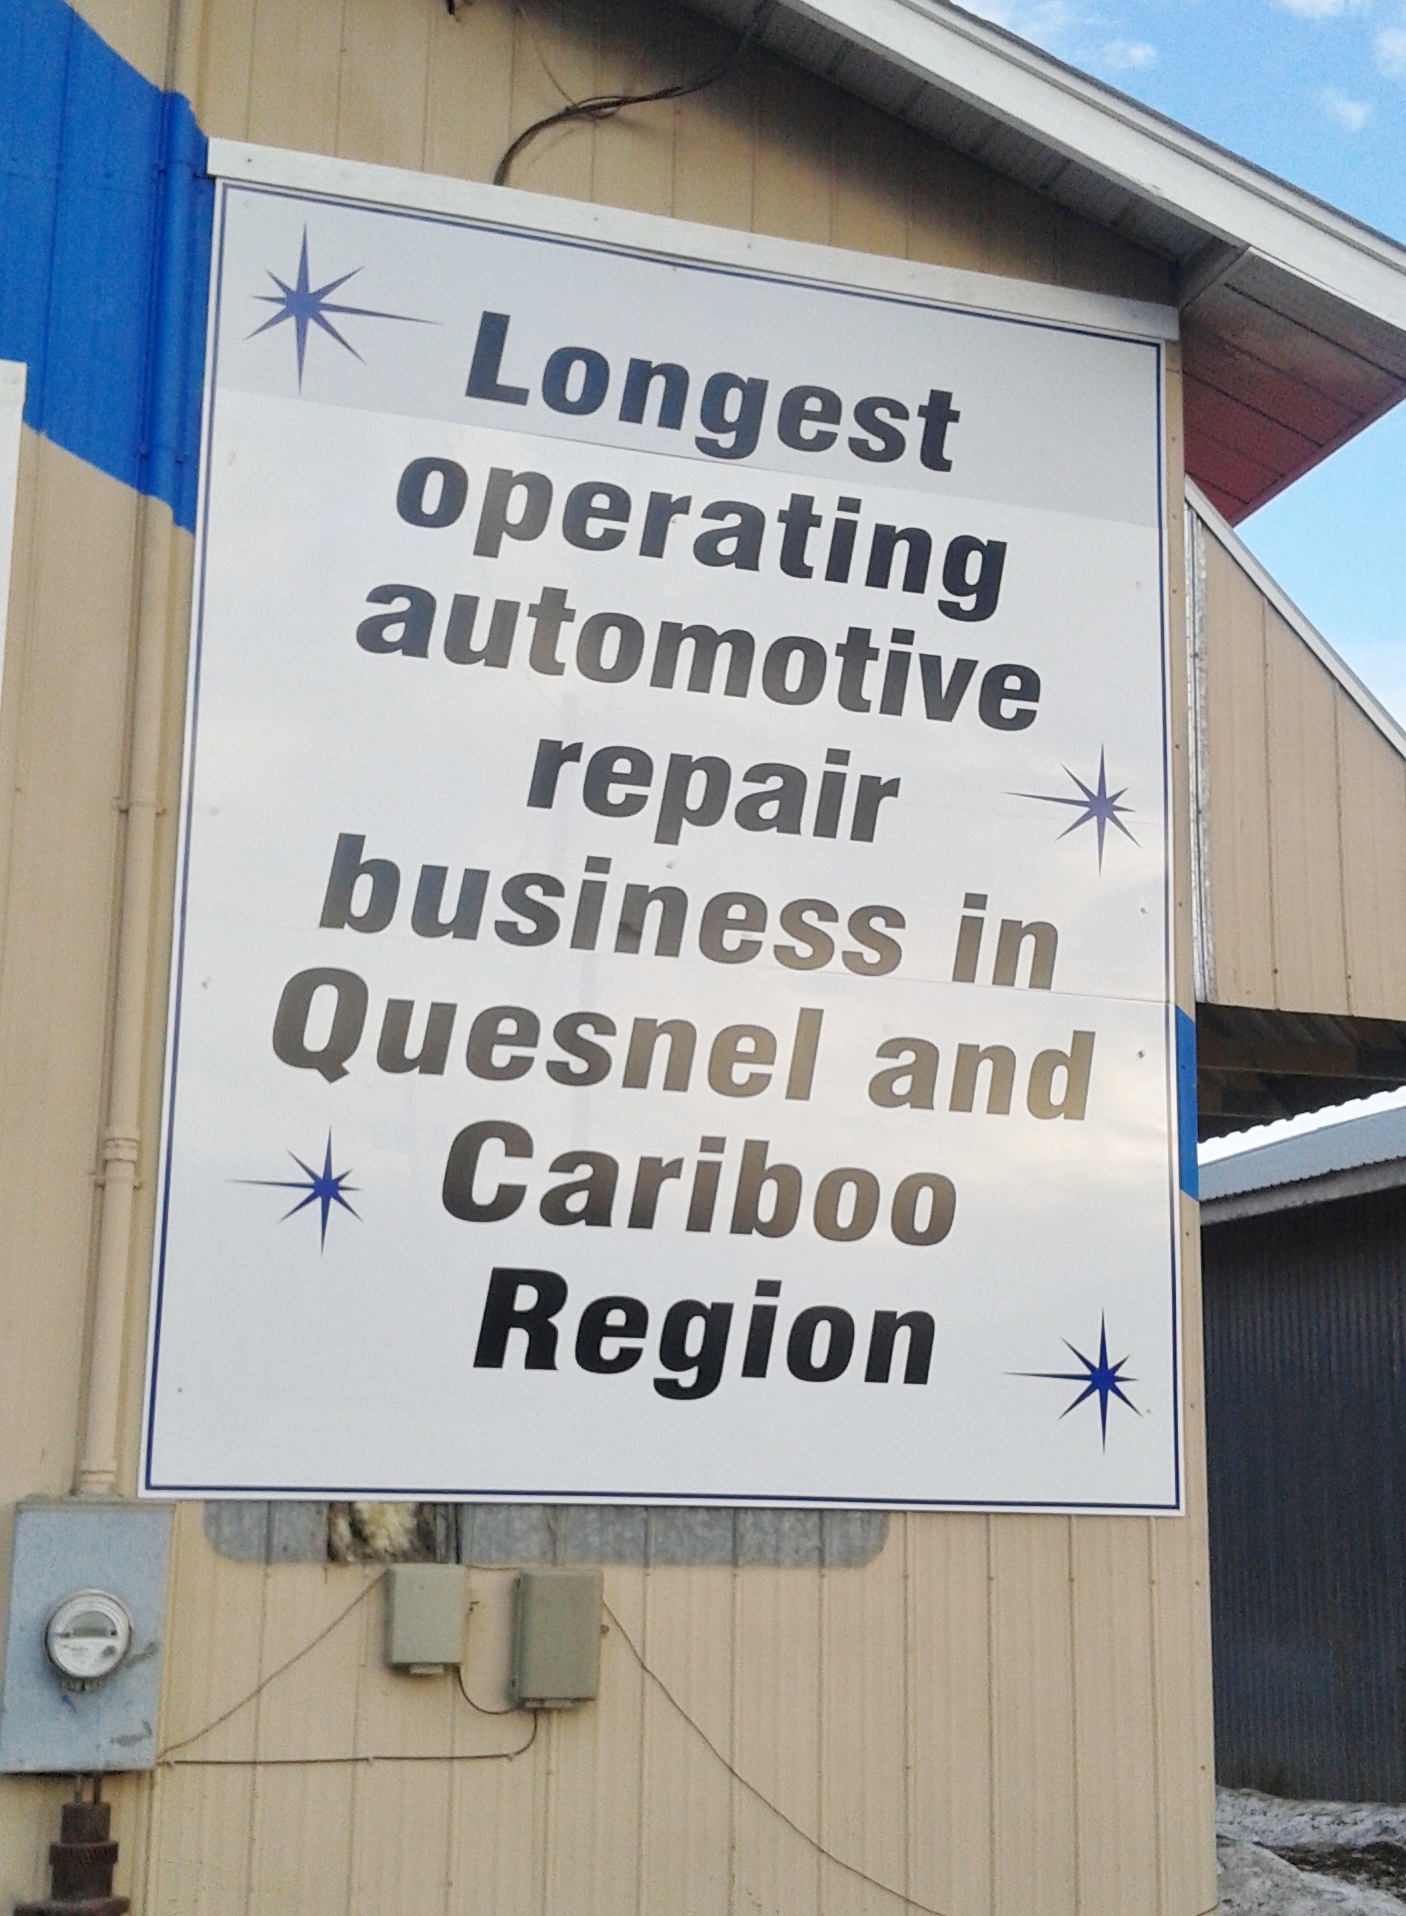 Longest
operating
automotive
repair
business in
Quesnel and
Cariboo
Region